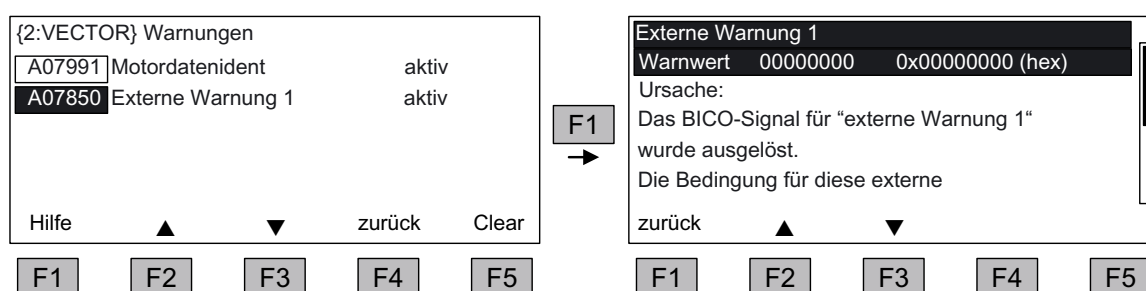 {2:VECTOR} Warnungen
A07991 Motordatenident aktiv
A07850 Externe Warnung 1 aktiv
Hilfe ▲ ▼ zurück Clear
F1 F2 F3 F4 F5
F1
Externe Warnung 1
Warnwert 00000000 0x00000000 (hex)
Ursache:
Das BICO-Signal für “externe Warnung 1“
wurde ausgelöst.
Die Bedingung für diese externe
zurück ▲ ▼
F1 F2 F3 F4 F5